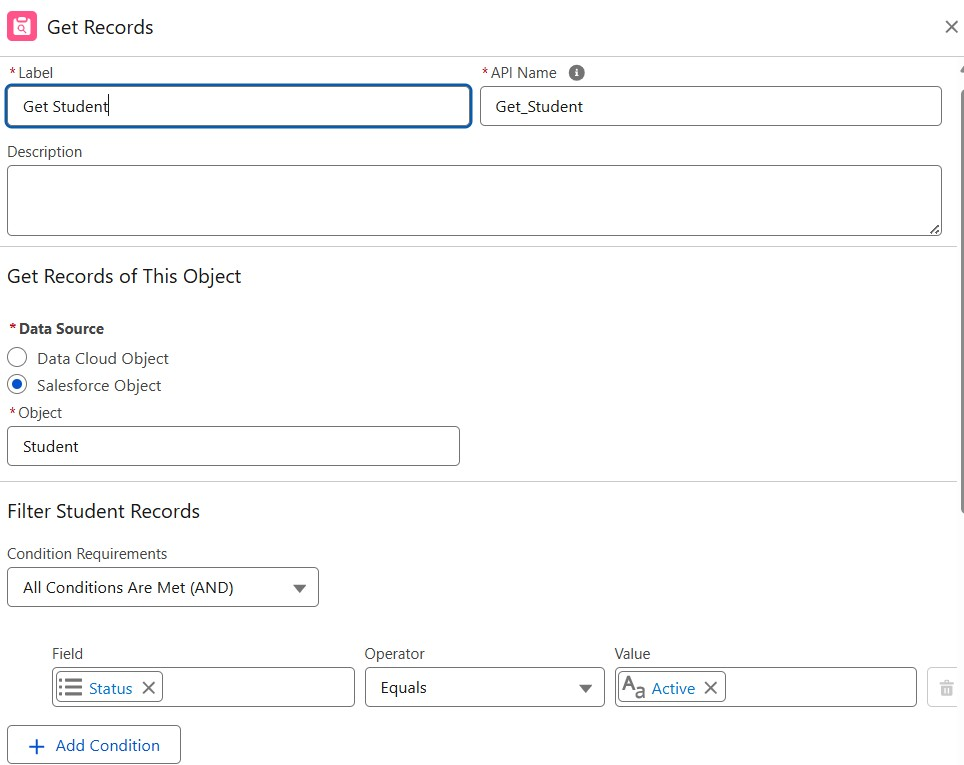 Get Records
*Label
*API Name
Get Student
Get_Student
Description
Get Records of This Object
*Data Source
Data Cloud Object
Salesforce Object
*Object
Student
Filter Student Records
Condition Requirements
All Conditions Are Met (AND)
Field Operator Value
Status Equals Aa Active
+ Add Condition